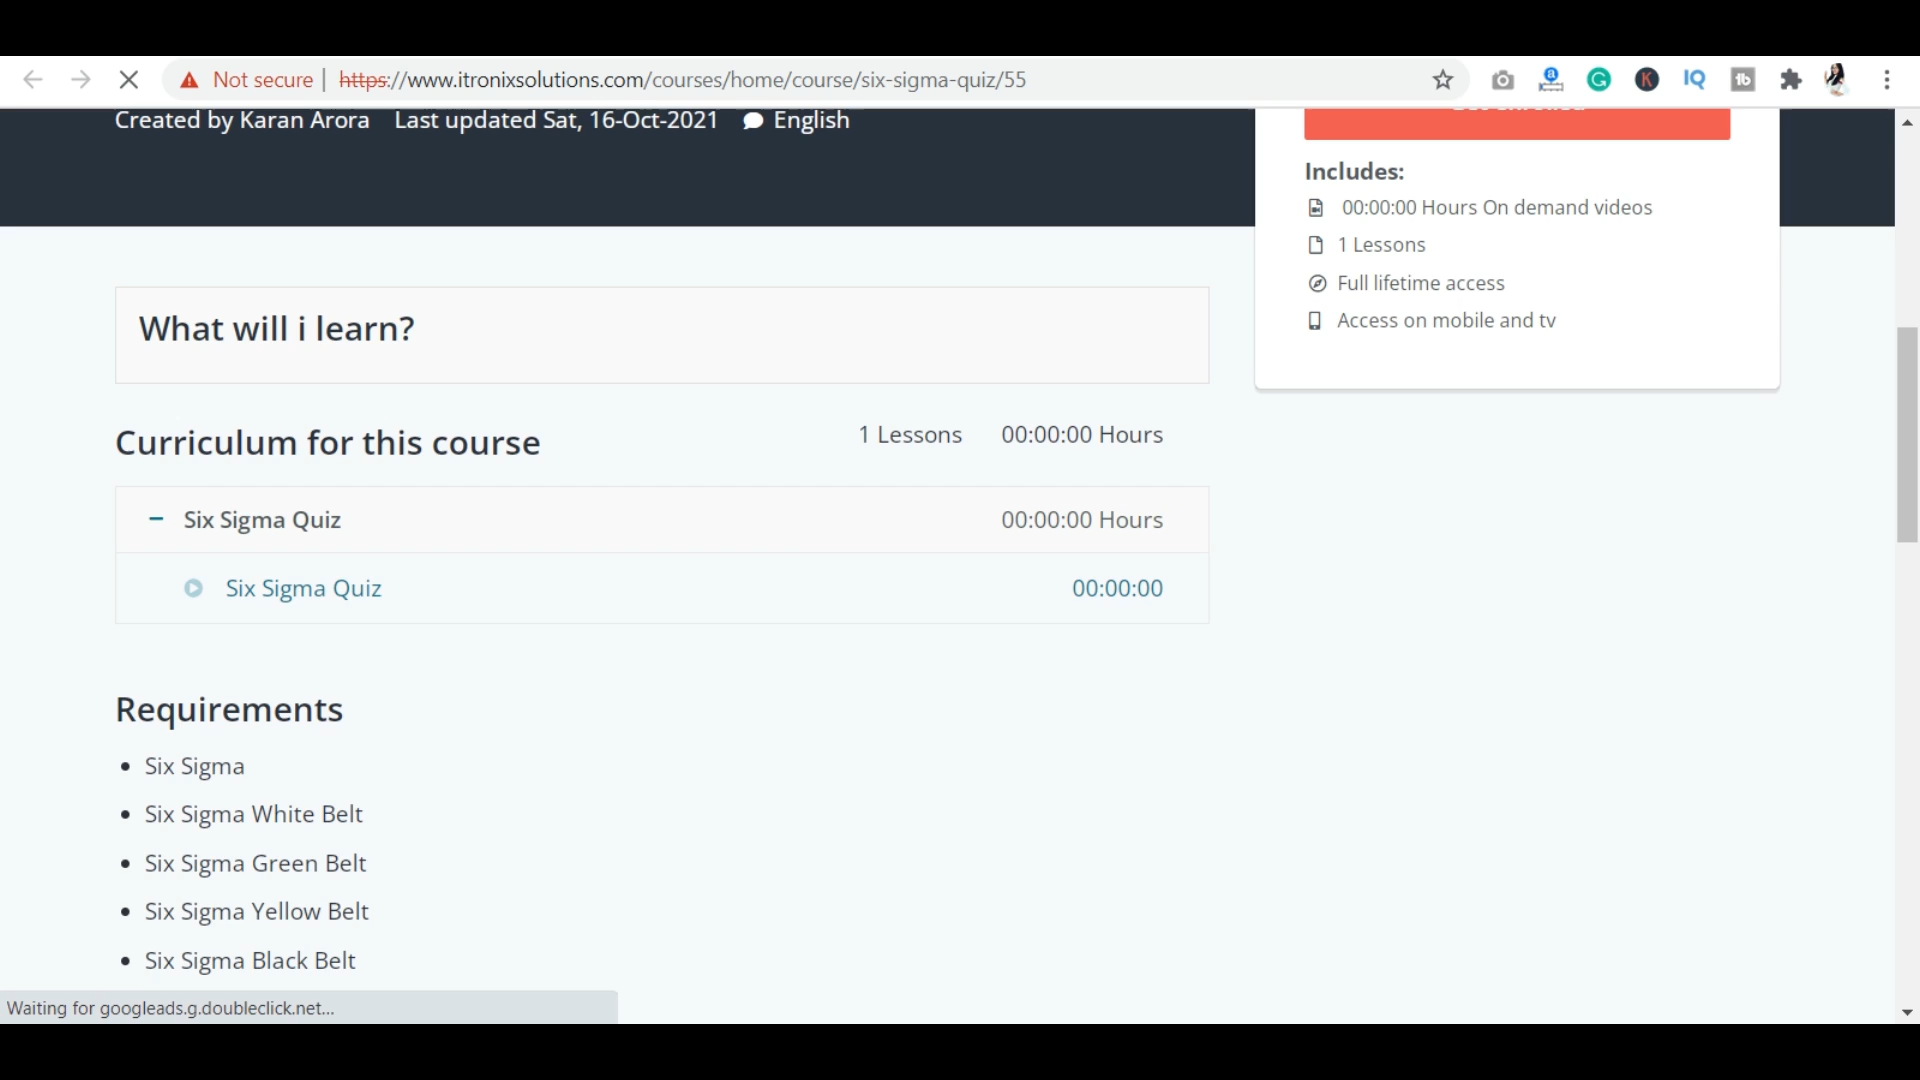 Not secure | https://www.itronixsolutions.com/courses/home/course/six-sigma-quiz/55
Created by Karan Arora Last updated Sat, 16-Oct-2021 English
Includes:
00:00:00 Hours On demand videos
1 Lessons
Full lifetime access
Access on mobile and tv
What will i learn?
Curriculum for this course 1 Lessons 00:00:00 Hours
Six Sigma Quiz 00:00:00 Hours
Six Sigma Quiz 00:00:00
Requirements
• Six Sigma
• Six Sigma White Belt
• Six Sigma Green Belt
• Six Sigma Yellow Belt
• Six Sigma Black Belt
Waiting for googleads.g.doubleclick.net...